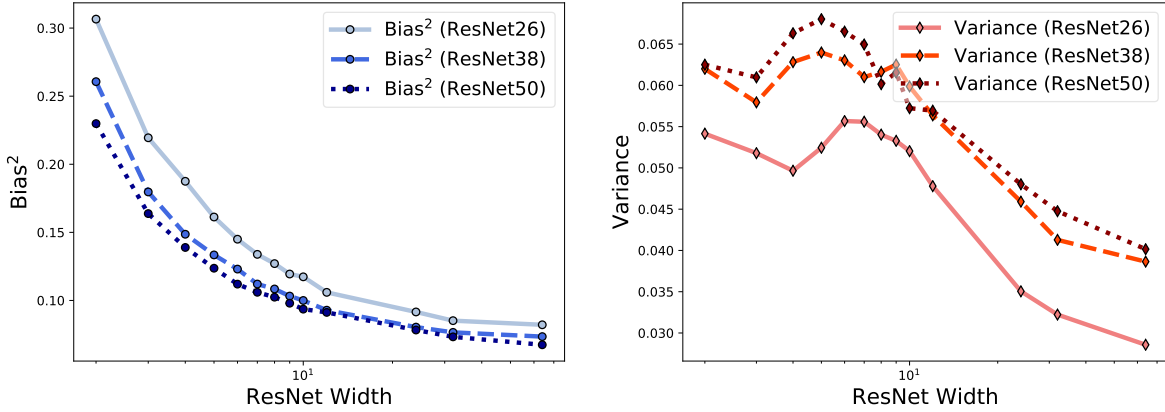 0.30
0.25
0.20
0.15
0.10
Bias²
Bias² (ResNet26)
Bias² (ResNet38)
Bias² (ResNet50)
10¹
ResNet Width
0.065
0.060
0.055
0.050
0.045
0.040
0.035
0.030
Variance
Variance (ResNet26)
Variance (ResNet38)
Variance (ResNet50)
10¹
ResNet Width